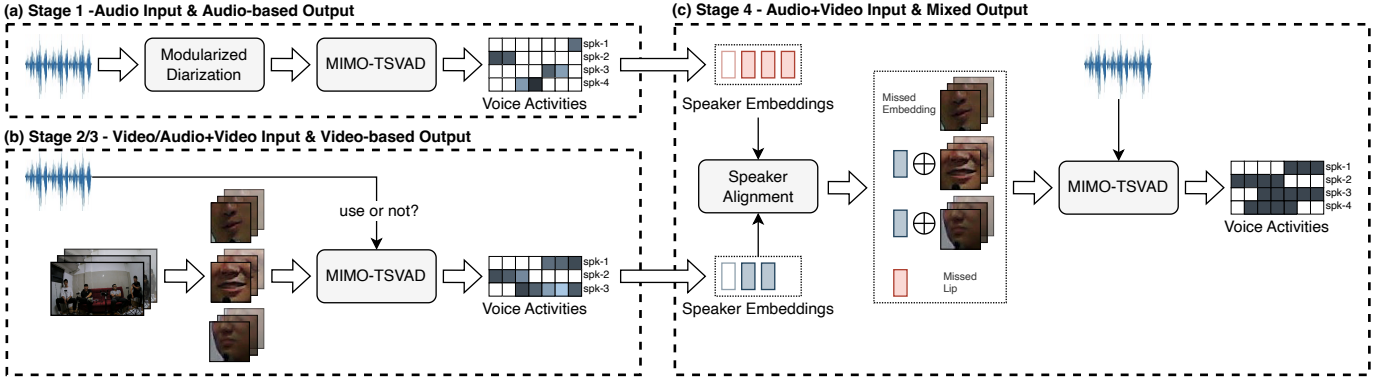 (a) Stage 1 -Audio Input & Audio-based Output
Modularized
Diarization
MIMO-TSVAD
spk-1
spk-2
spk-3
spk-4
Voice Activities
(b) Stage 2/3 - Video/Audio+Video Input & Video-based Output
use or not?
MIMO-TSVAD
spk-1
spk-2
spk-3
Voice Activities
(c) Stage 4 - Audio+Video Input & Mixed Output
Speaker Embeddings
Speaker
Alignment
Speaker Embeddings
Missed
Embedding
Missed
Lip
MIMO-TSVAD
spk-1
spk-2
spk-3
spk-4
Voice Activities